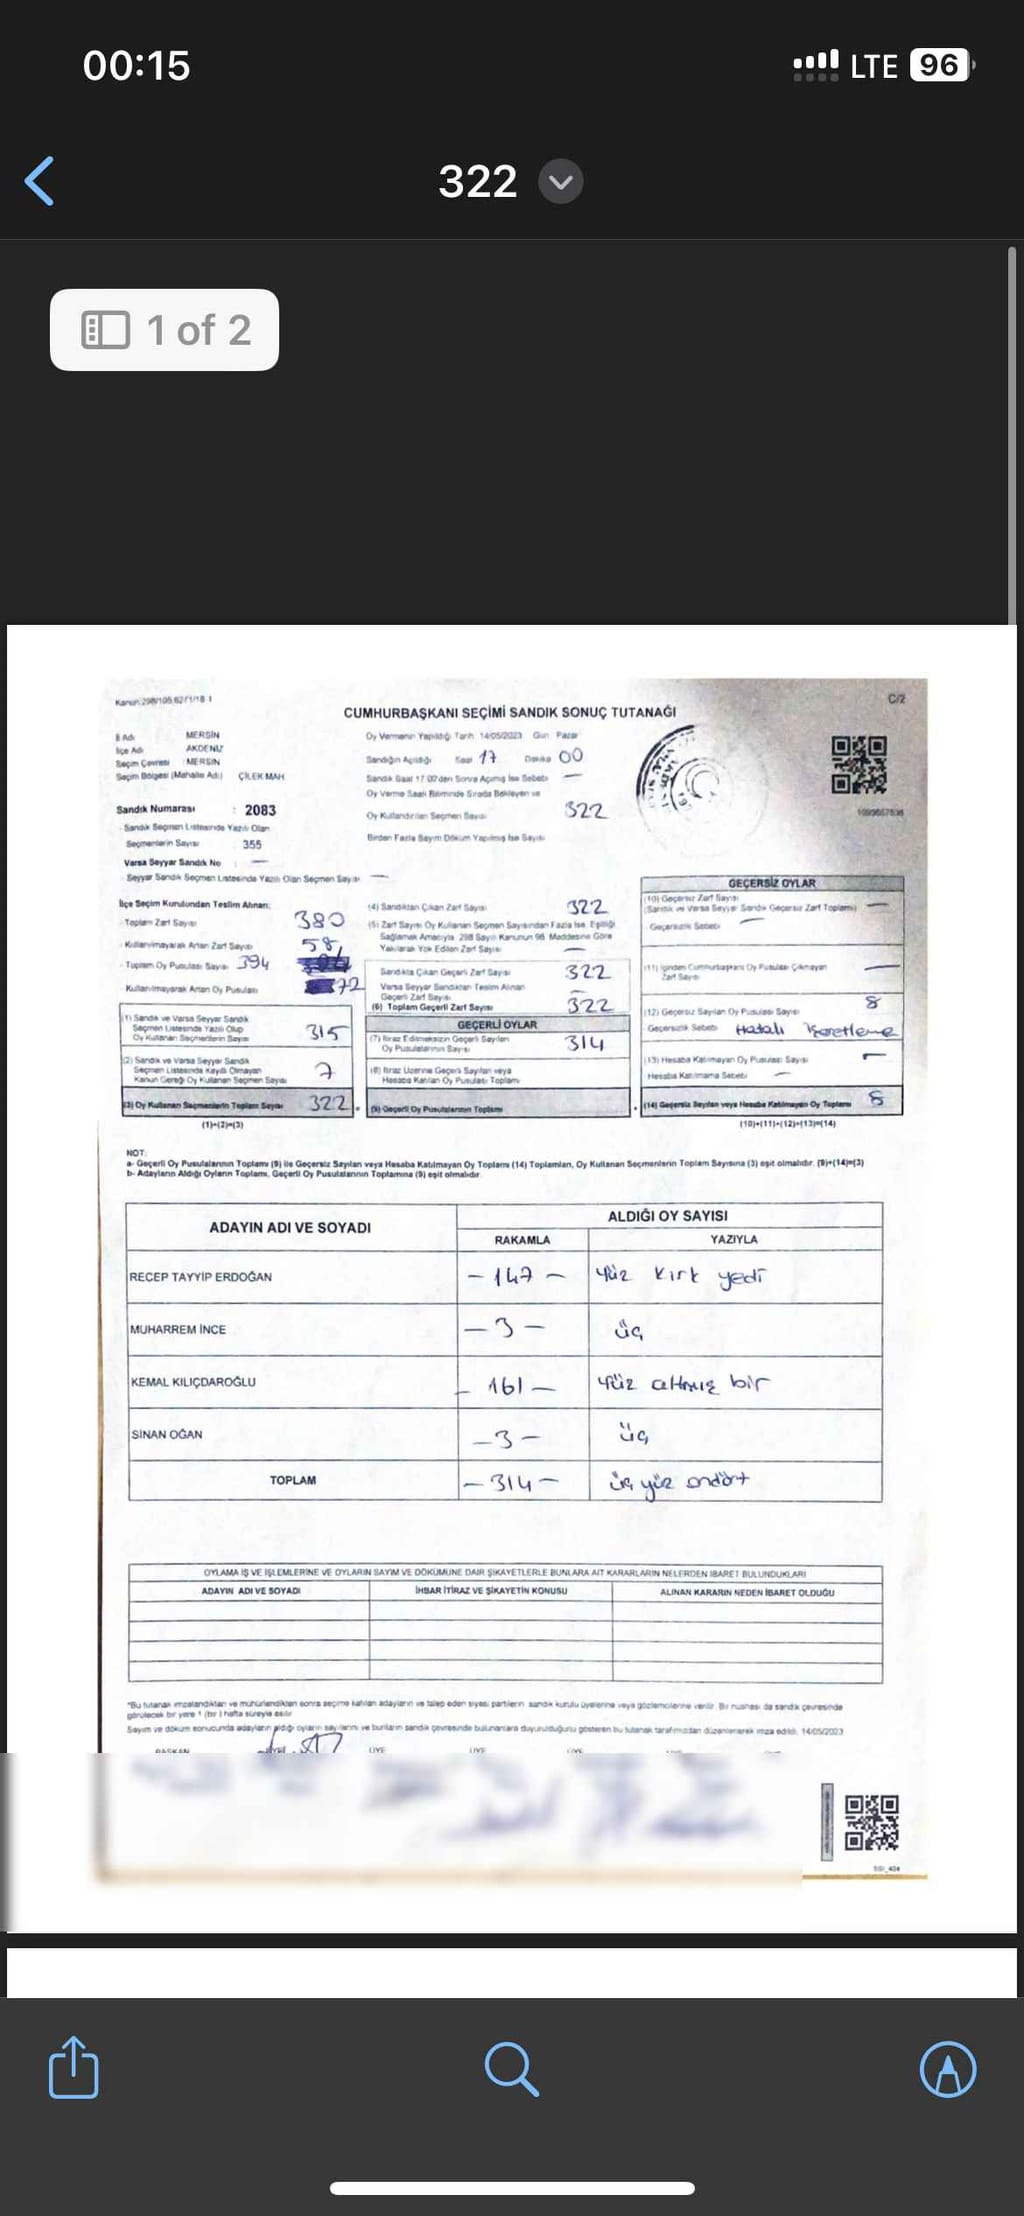 00:15
LTE 96
322
1 of 2
Kanun:298/105,627/1/18.1
C/2
CUMHURBAŞKANI SEÇİMİ SANDIK SONUÇ TUTANAĞI
İl Adı MERSİN
İlçe Adı AKDENİZ
Seçim Çevresi : MERSİN
Seçim Bölgesi (Mahalle Adı) ÇİLEK MAH
Sandık Numarası : 2083
- Sandık Seçmen Listesinde Yazılı Olan
Seçmenlerin Sayısı 355
Varsa Seyyar Sandık No : —
- Seyyar Sandık Seçmen Listesinde Yazılı Olan Seçmen Sayısı —
Oy Vermenin Yapıldığı Tarih 14/05/2023 Gün Pazar
Sandığın Açıldığı Saat 17 Dakika 00
Sandık Saat 17.00'den Sonra Açılmış İse Sebebi —
Oy Verme Saati Bitiminde Sırada Bekleyen ve
Oy Kullandırılan Seçmen Sayısı 322
Birden Fazla Sayım Döküm Yapılmış İse Sayısı
İlçe Seçim Kurulundan Teslim Alınan:
- Toplam Zarf Sayısı 380
- Kullanılmayarak Artan Zarf Sayısı 58
- Toplam Oy Pusulası Sayısı 394
- Kullanılmayarak Artan Oy Pusulası 72
(1) Sandık ve Varsa Seyyar Sandık
Seçmen Listesinde Yazılı Olup
Oy Kullanan Seçmenlerin Sayısı 315
(2) Sandık ve Varsa Seyyar Sandık
Seçmen Listesinde Kayıtlı Olmayan
Kanun Gereği Oy Kullanan Seçmen Sayısı 7
(3) Oy Kullanan Seçmenlerin Toplam Sayısı 322
(1)+(2)=(3)
(4) Sandıktan Çıkan Zarf Sayısı 322
(5) Zarf Sayısı Oy Kullanan Seçmen Sayısından Fazla İse, Eşitliği
Sağlamak Amacıyla, 298 Sayılı Kanunun 98. Maddesine Göre
Yakılarak Yok Edilen Zarf Sayısı —
Sandıkta Çıkan Geçerli Zarf Sayısı 322
Varsa Seyyar Sandıktan Teslim Alınan
Geçerli Zarf Sayısı —
(6) Toplam Geçerli Zarf Sayısı 322
GEÇERLİ OYLAR
(7) İtiraz Edilmeksizin Geçerli Sayılan
Oy Pusulalarının Sayısı 314
(8) İtiraz Üzerine Geçerli Sayılan veya
Hesaba Katılan Oy Pusulası Toplamı
(9) Geçerli Oy Pusulalarının Toplamı
GEÇERSİZ OYLAR
(10) Geçersiz Zarf Sayısı
(Sandık ve Varsa Seyyar Sandık Geçersiz Zarf Toplamı) —
Geçersizlik Sebebi —
(11) İçinden Cumhurbaşkanı Oy Pusulası Çıkmayan
Zarf Sayısı —
(12) Geçersiz Sayılan Oy Pusulası Sayısı 8
Geçersizlik Sebebi Hatalı İşaretleme
(13) Hesaba Katılmayan Oy Pusulası Sayısı —
Hesaba Katılmama Sebebi —
(14) Geçersiz Sayılan veya Hesaba Katılmayan Oy Toplamı 8
(10)+(11)+(12)+(13)=(14)
NOT:
a- Geçerli Oy Pusulalarının Toplamı (9) ile Geçersiz Sayılan veya Hesaba Katılmayan Oy Toplamı (14) Toplamları, Oy Kullanan Seçmenlerin Toplam Sayısına (3) eşit olmalıdır. (9)+(14)=(3)
b- Adayların Aldığı Oyların Toplamı, Geçerli Oy Pusulalarının Toplamına (9) eşit olmalıdır.
ADAYIN ADI VE SOYADI
ALDIĞI OY SAYISI
RAKAMLA YAZIYLA
RECEP TAYYİP ERDOĞAN - 147 - Yüz kırk yedi
MUHARREM İNCE - 3 - üç
KEMAL KILIÇDAROĞLU - 161 - Yüz altmış bir
SİNAN OĞAN - 3 - üç
TOPLAM - 314 - üç yüz ondört
OYLAMA İŞ VE İŞLEMLERİNE VE OYLARIN SAYIM VE DÖKÜMÜNE DAİR ŞİKAYETLERLE BUNLARA AİT KARARLARIN NELERDEN İBARET BULUNDUKLARI
ADAYIN ADI VE SOYADI İHBAR İTİRAZ VE ŞİKAYETİN KONUSU ALINAN KARARIN NEDEN İBARET OLDUĞU
*Bu tutanak imzalandıktan ve mühürlendikten sonra seçime katılan adayların ve talep eden siyasi partilerin sandık kurulu üyelerine veya gözlemcilerine verilir. Bir nushası da sandık çevresinde
görülecek bir yere 1 (bir) hafta süreyle asılır.
Sayım ve döküm sonucunda adayların aldığı oyların sayılarını ve bunların sandık çevresinde bulunanlara duyurulduğunu gösteren bu tutanak tarafımızdan düzenlenerek imza edildi. 14/05/2023
BAŞKAN ÜYE ÜYE ÜYE ÜYE